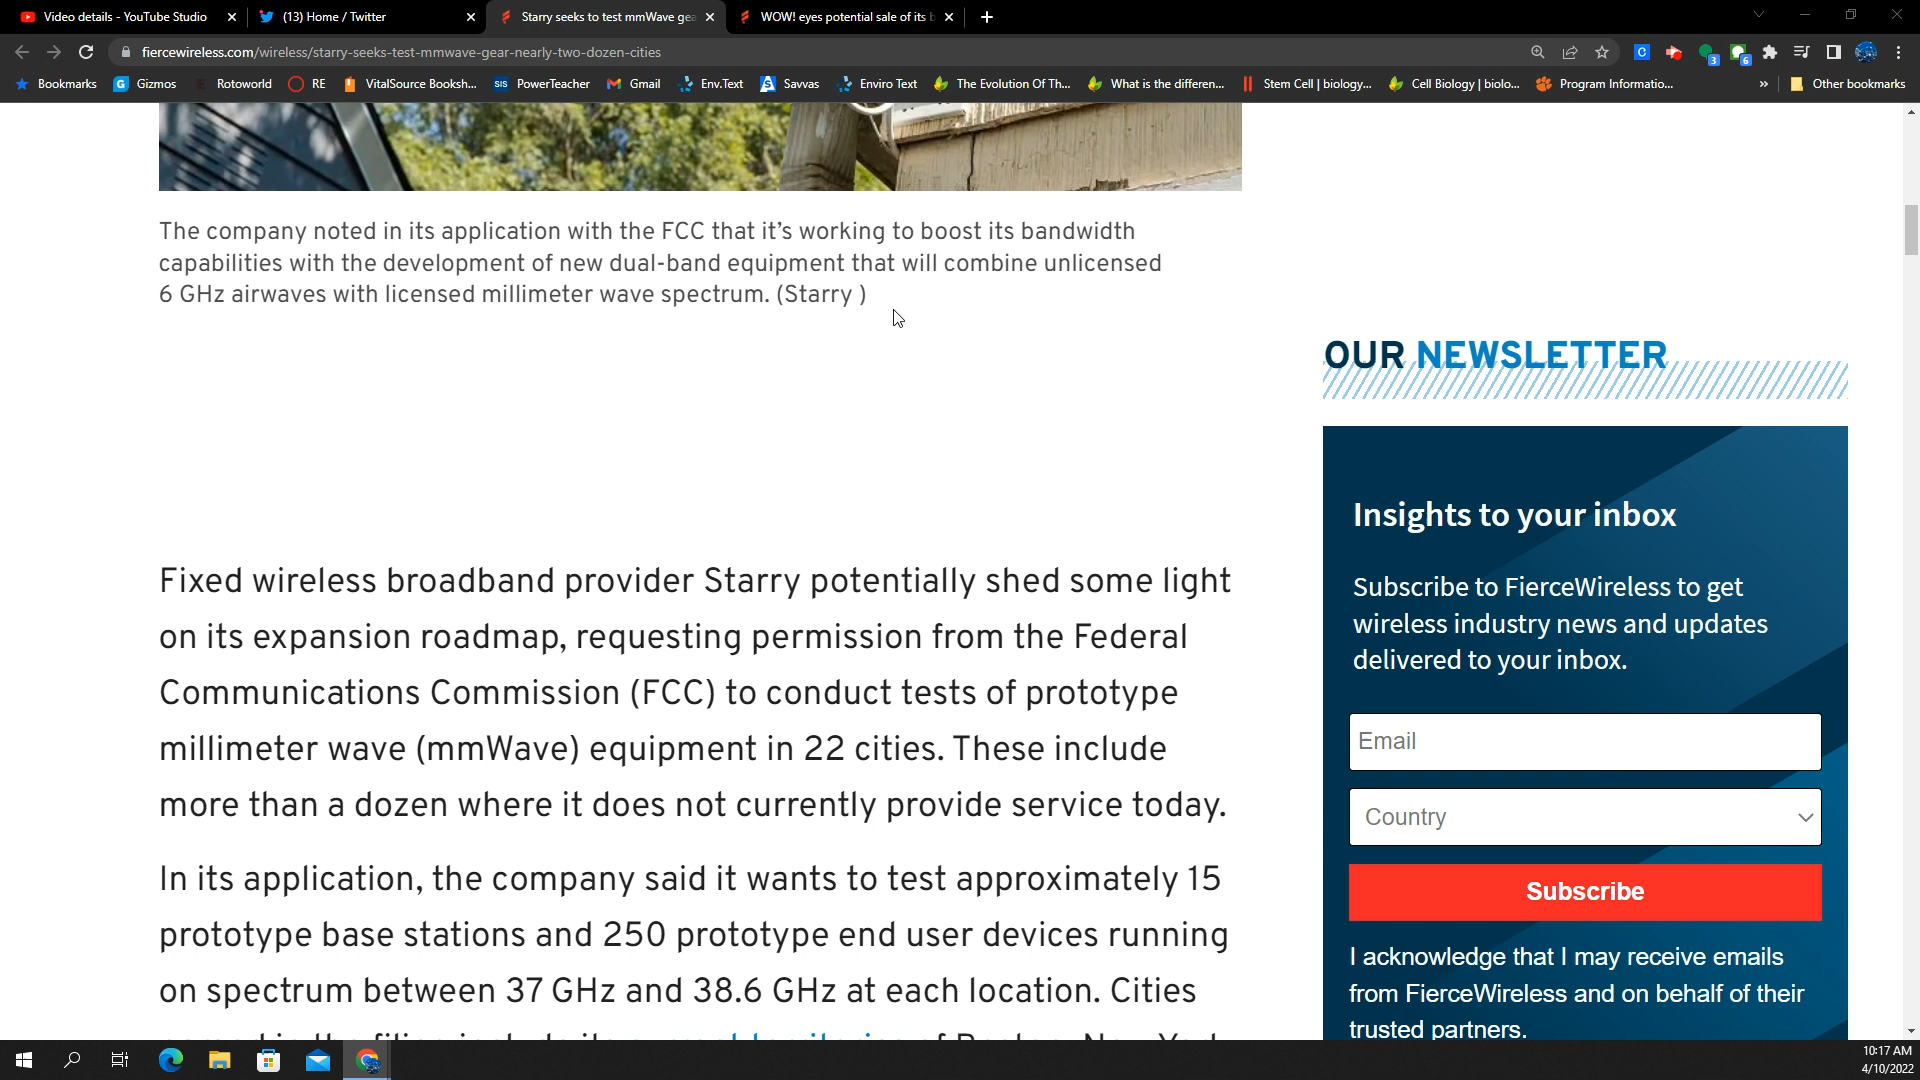 Video details - YouTube Studio
(13) Home / Twitter
Starry seeks to test mmWave gea
WOW! eyes potential sale of its b
fiercewireless.com/wireless/starry-seeks-test-mmwave-gear-nearly-two-dozen-cities
3
6
Bookmarks
Gizmos
Rotoworld
RE
VitalSource Booksh...
SIS PowerTeacher
Gmail
Env.Text
Savvas
Enviro Text
The Evolution Of Th...
What is the differen...
Stem Cell | biology...
Cell Biology | biolo...
Program Informatio...
»
Other bookmarks
The company noted in its application with the FCC that it’s working to boost its bandwidth
capabilities with the development of new dual-band equipment that will combine unlicensed
6 GHz airwaves with licensed millimeter wave spectrum. (Starry )
Fixed wireless broadband provider Starry potentially shed some light
on its expansion roadmap, requesting permission from the Federal
Communications Commission (FCC) to conduct tests of prototype
millimeter wave (mmWave) equipment in 22 cities. These include
more than a dozen where it does not currently provide service today.
In its application, the company said it wants to test approximately 15
prototype base stations and 250 prototype end user devices running
on spectrum between 37 GHz and 38.6 GHz at each location. Cities
OUR NEWSLETTER
Insights to your inbox
Subscribe to FierceWireless to get
wireless industry news and updates
delivered to your inbox.
Email
Country
Subscribe
I acknowledge that I may receive emails
from FierceWireless and on behalf of their
trusted partners.
10:17 AM
4/10/2022